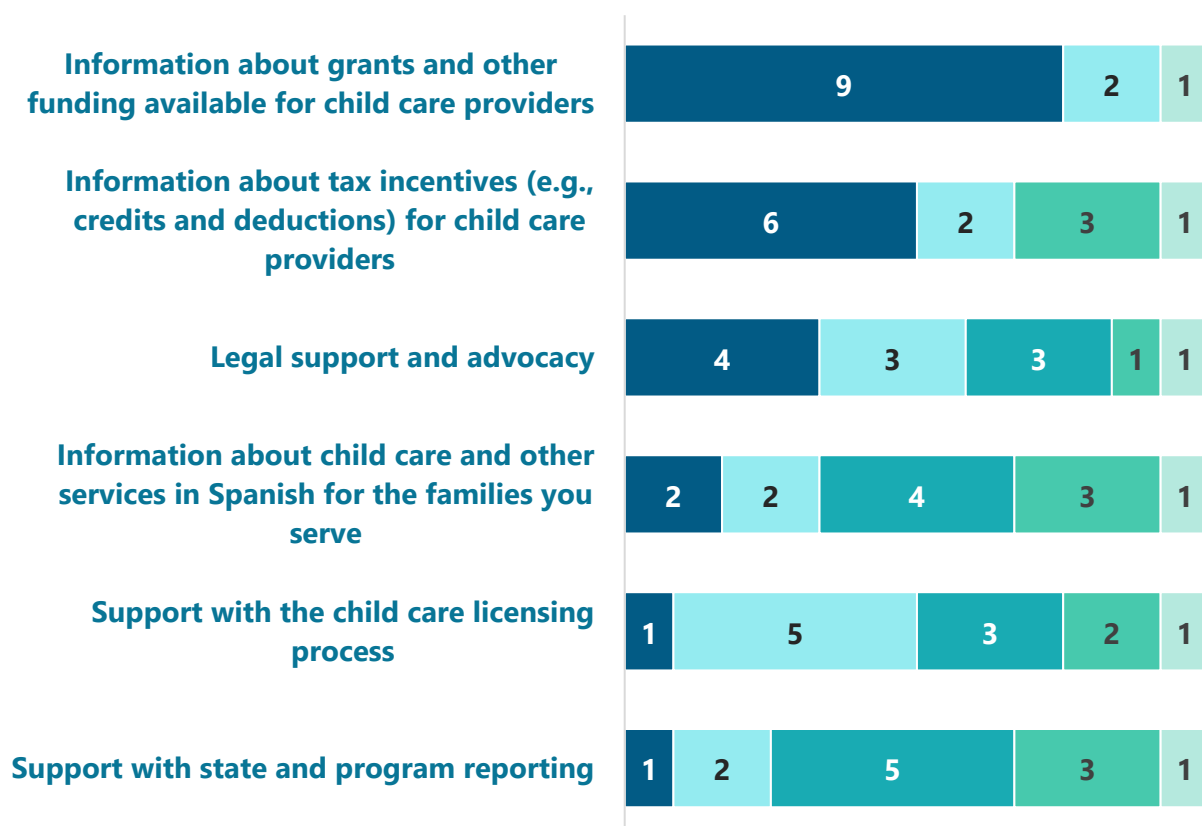 Information about grants and other
funding available for child care providers
9 2 1
Information about tax incentives (e.g.,
credits and deductions) for child care
providers
6 2 3 1
Legal support and advocacy
4 3 3 1 1
Information about child care and other
services in Spanish for the families you
serve
2 2 4 3 1
Support with the child care licensing
process
1 5 3 2 1
Support with state and program reporting
1 2 5 3 1